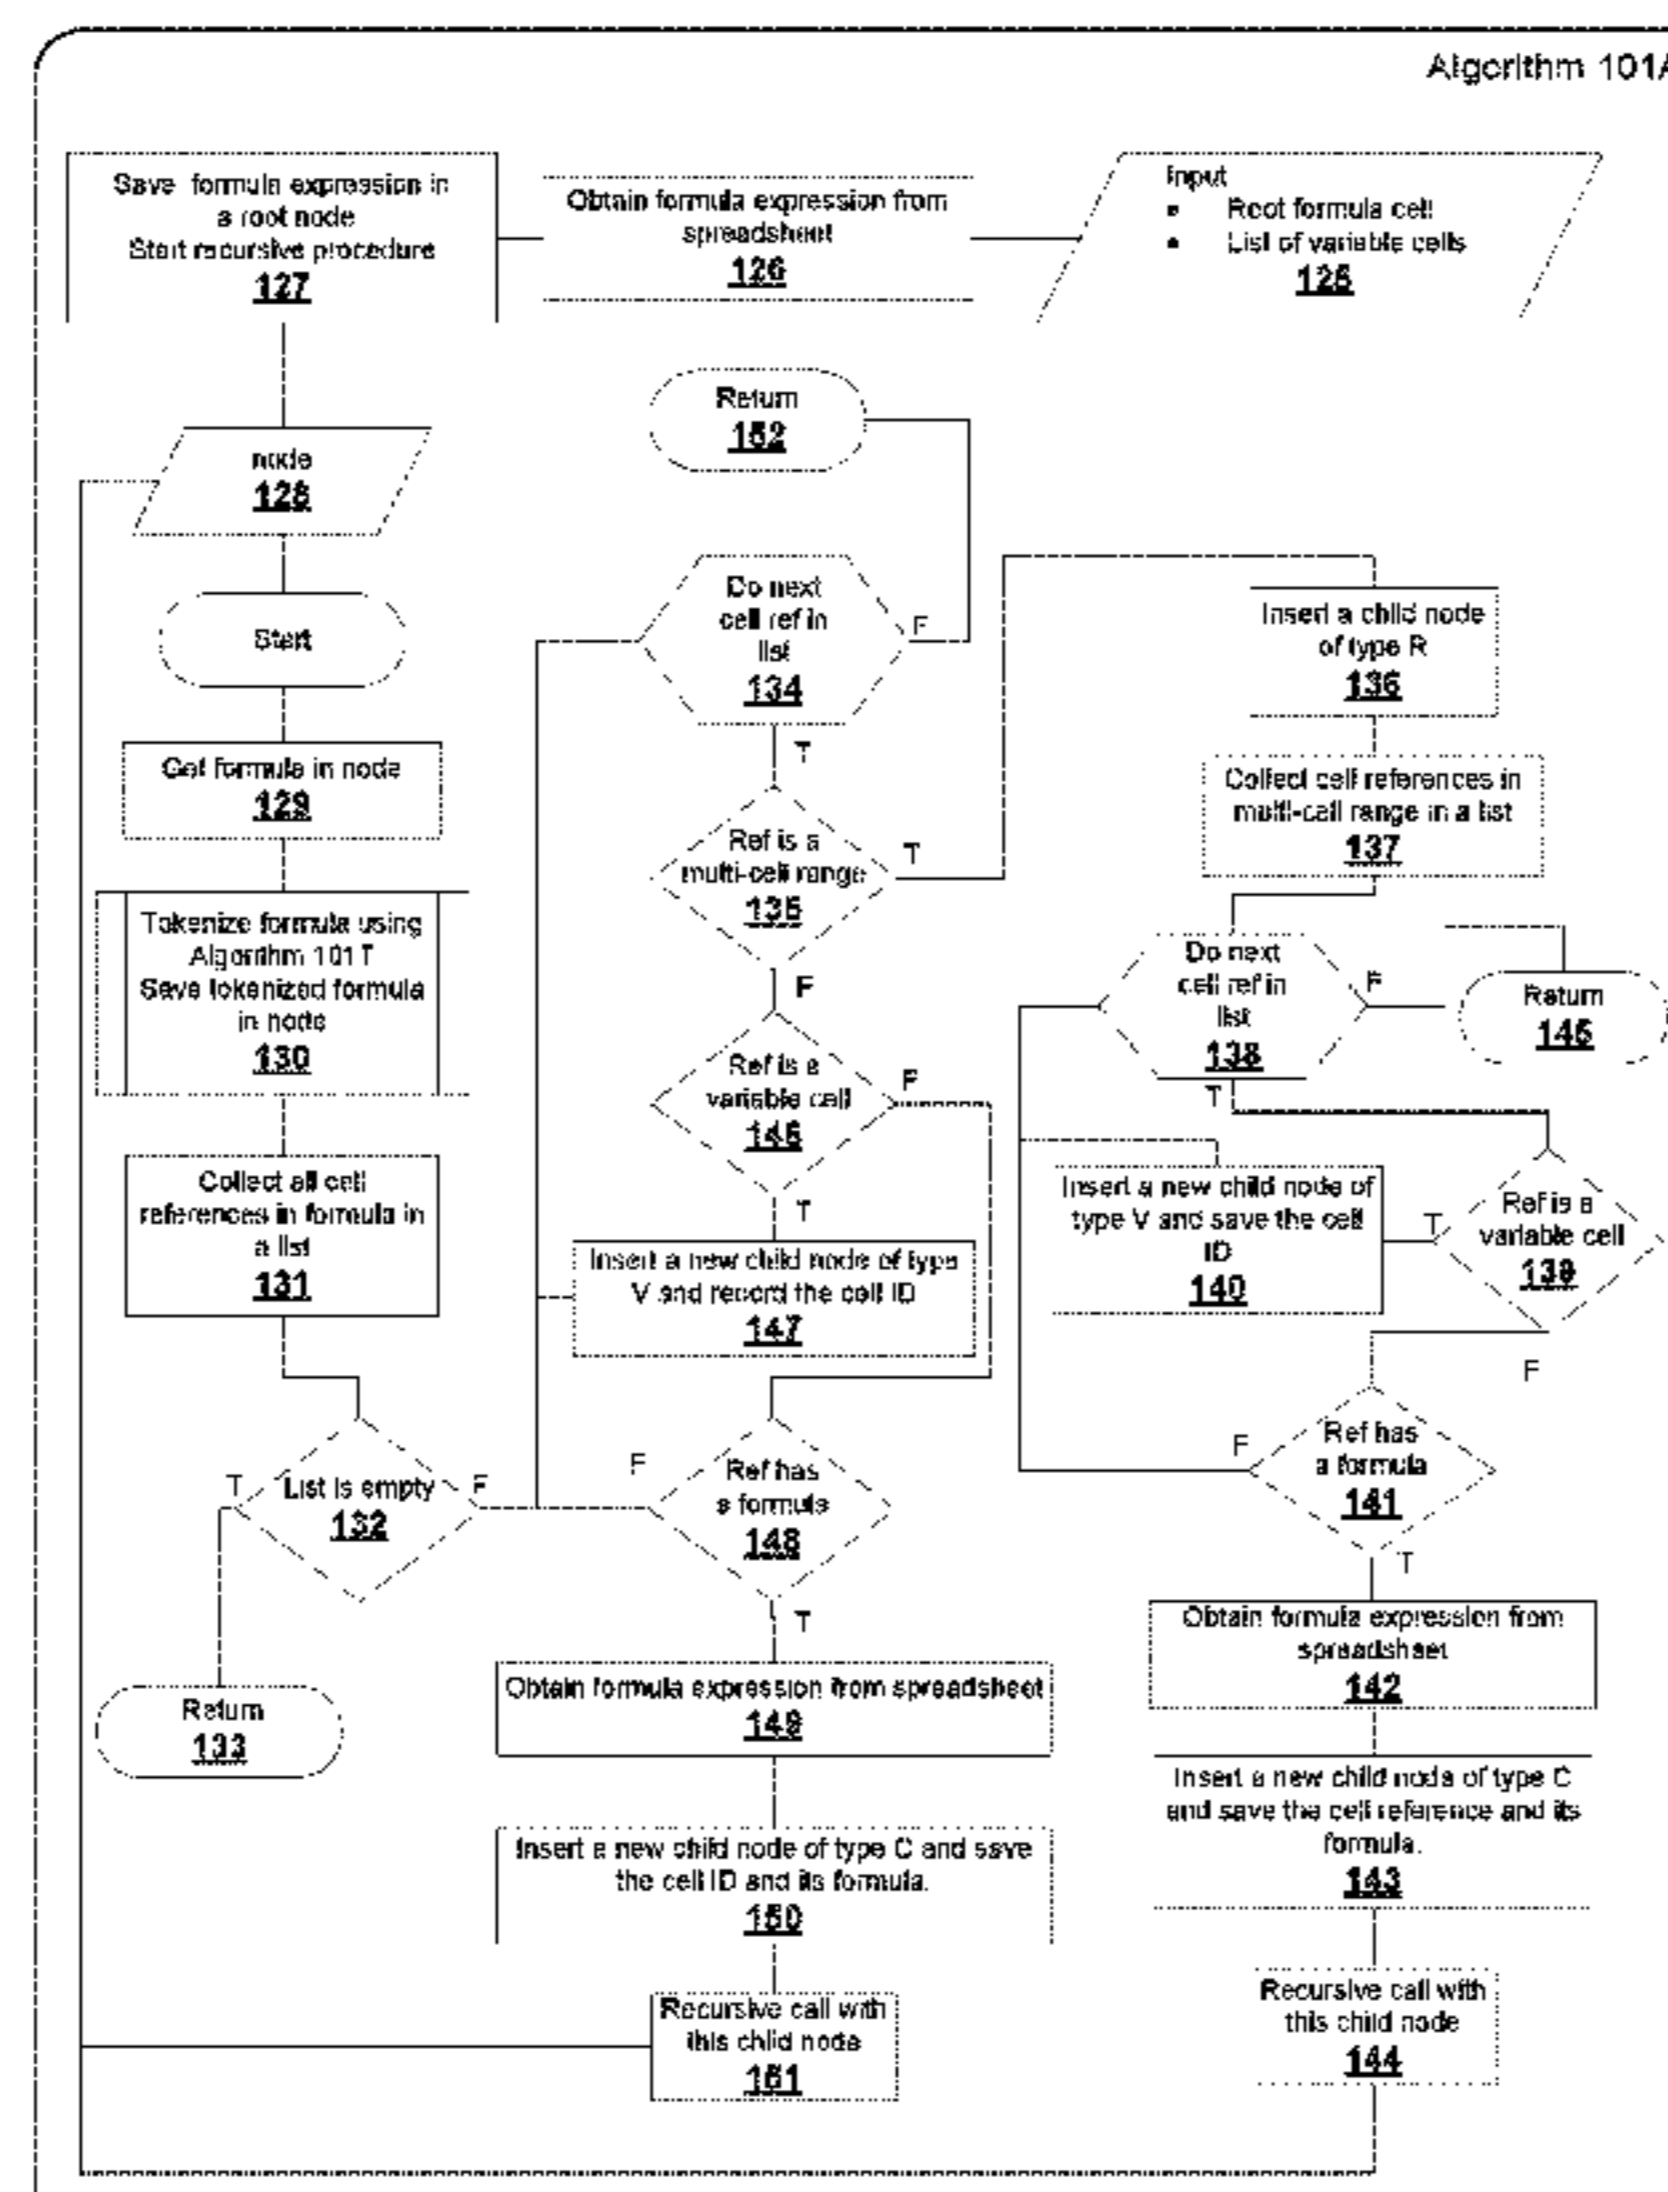 Algorithm 101A
Save formula expression in
a root node
Start recursive procedure
127
Obtain formula expression from
spreadsheet
126
Input
• Root formula cell
• List of variable cells
125
node
128
Start
Get formula in node
129
Tokenize formula using
Algorithm 101T
Save tokenized formula
in node
130
Collect all cell
references in formula in
a list
131
T
List is empty
132
F
Return
133
Return
152
Do next
cell ref in
list
134
F
T
Ref is a
multi-cell range
135
T
F
Ref is a
variable cell
146
F
T
Insert a new child node of type
V and record the cell ID
147
F
Ref has
a formula
148
T
Obtain formula expression from spreadsheet
149
Insert a new child node of type C and save
the cell ID and its formula.
150
Recursive call with
this child node
151
Insert a child node
of type R
136
Collect cell references in
multi-cell range in a list
137
Do next
cell ref in
list
138
F
Return
145
T
Insert a new child node of
type V and save the cell
ID
140
T
Ref is a
variable cell
139
F
F
Ref has
a formula
141
T
Obtain formula expression from
spreadsheet
142
Insert a new child node of type C
and save the cell reference and its
formula.
143
Recursive call with
this child node
144